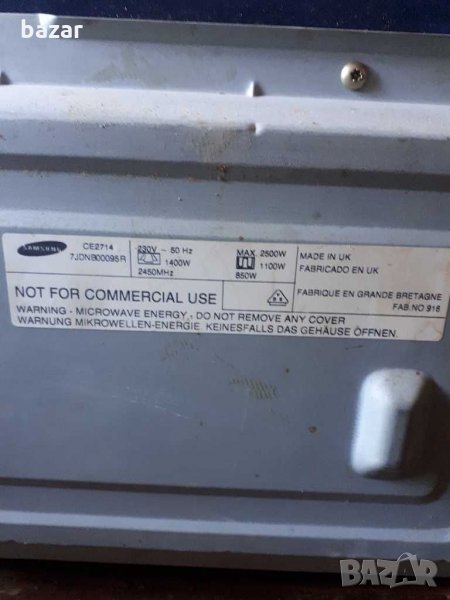 bazar
SAMSUNG
CE2714
7JDNB00095R
230V ~ 50 Hz
1400W
2450MHz
MAX 2500W
1100W
850W
MADE IN UK
FABRICADO EN UK
FABRIQUE EN GRANDE BRETAGNE
FAB.NO 916
NOT FOR COMMERCIAL USE
WARNING - MICROWAVE ENERGY - DO NOT REMOVE ANY COVER
WARNUNG MIKROWELLEN-ENERGIE KEINESFALLS DAS GEHÄUSE ÖFFNEN.
BAZAR